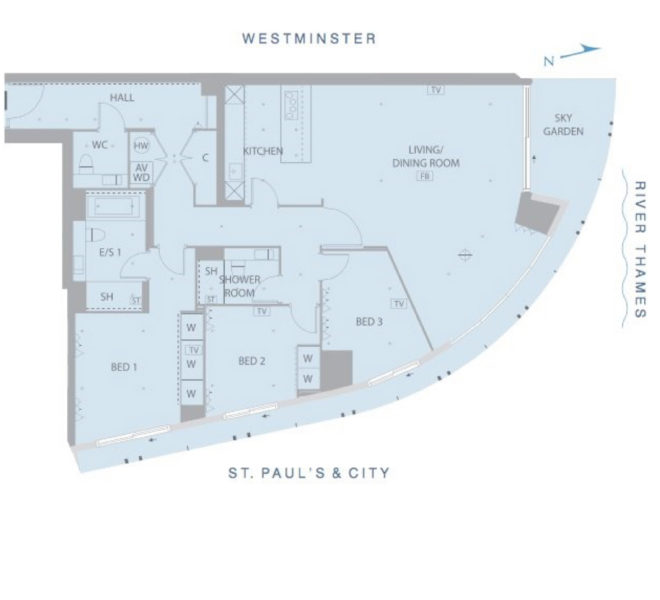 WESTMINSTER
N
HALL
TV
SKY
GARDEN
WC
HW
C
KITCHEN
LIVING/
DINING ROOM
AV
WD
FB
RIVER THAMES
E/S 1
SH
SHOWER
ROOM
SH
ST
ST
TV
TV
BED 3
W
TV
W
W
BED 1
BED 2
W
W
ST. PAUL'S & CITY